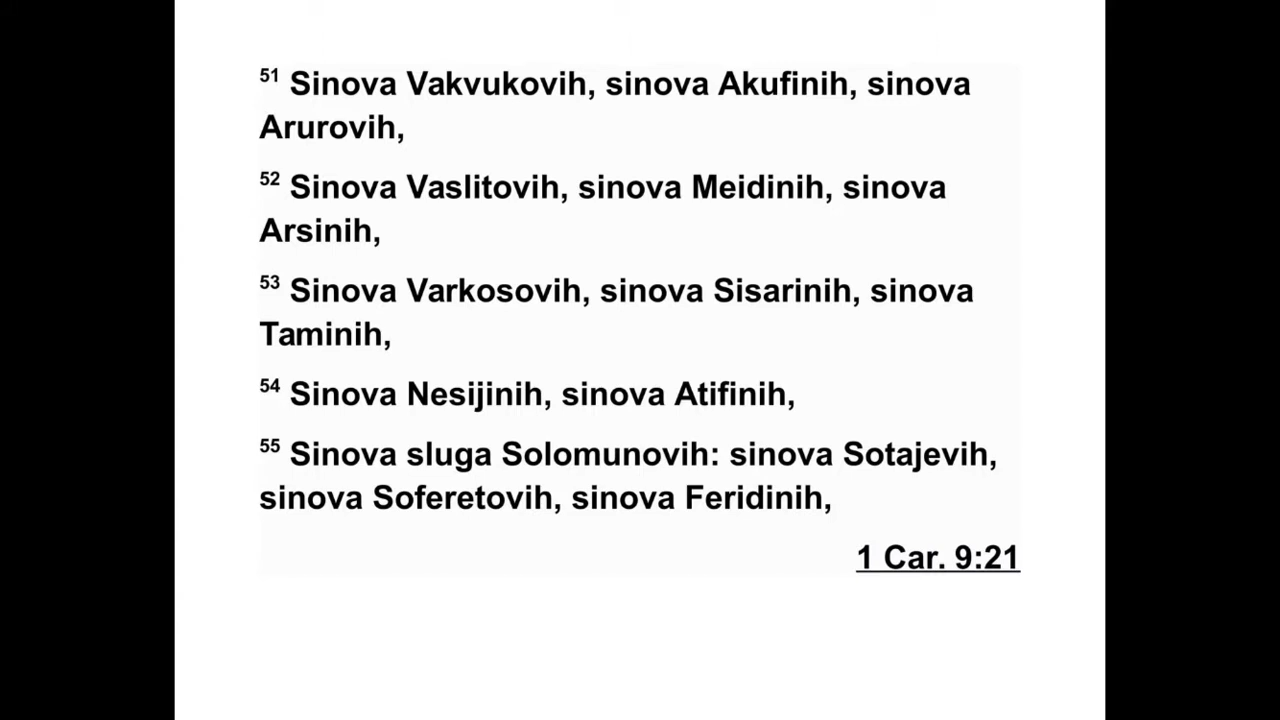 51 Sinova Vakvukovih, sinova Akufinih, sinova
Arurovih,
52 Sinova Vaslitovih, sinova Meidinih, sinova
Arsinih,
53 Sinova Varkosovih, sinova Sisarinih, sinova
Taminih,
54 Sinova Nesijinih, sinova Atifinih,
55 Sinova sluga Solomunovih: sinova Sotajevih,
sinova Soferetovih, sinova Feridinih,
1 Car. 9:21